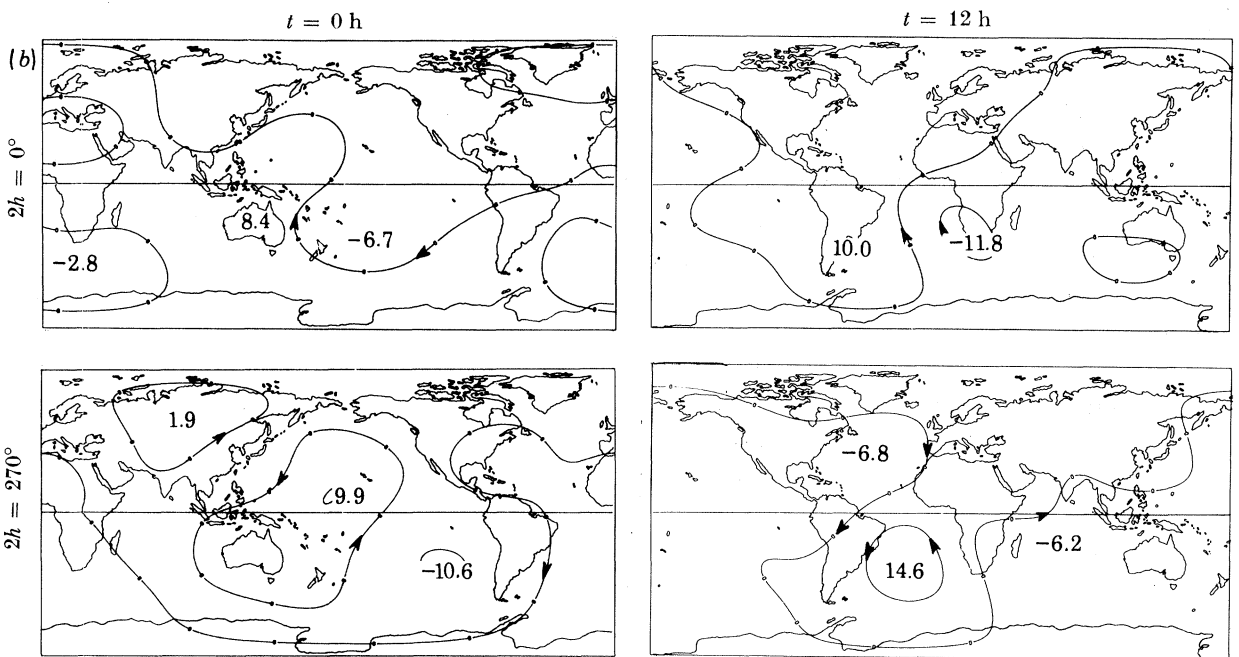 t = 0 h
t = 12 h
(b)
2h = 0°
8.4
-6.7
-2.8
10.0
-11.8
2h = 270°
1.9
9.9
-10.6
-6.8
-6.2
14.6